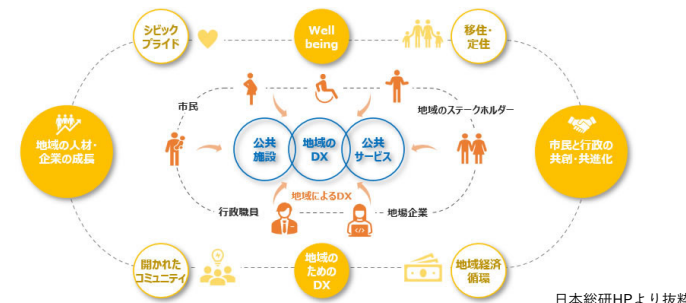 シビック
プライド
Well
being
移住・
定住
市民
地域のステークホルダー
地域の人材・
企業の成長
公共
施設
地域の
DX
公共
サービス
市民と行政の
共創・共進化
地域によるDX
行政職員
地場企業
開かれた
コミュニティ
地域の
ための
DX
地域経済
循環
日本総研HPより抜粋